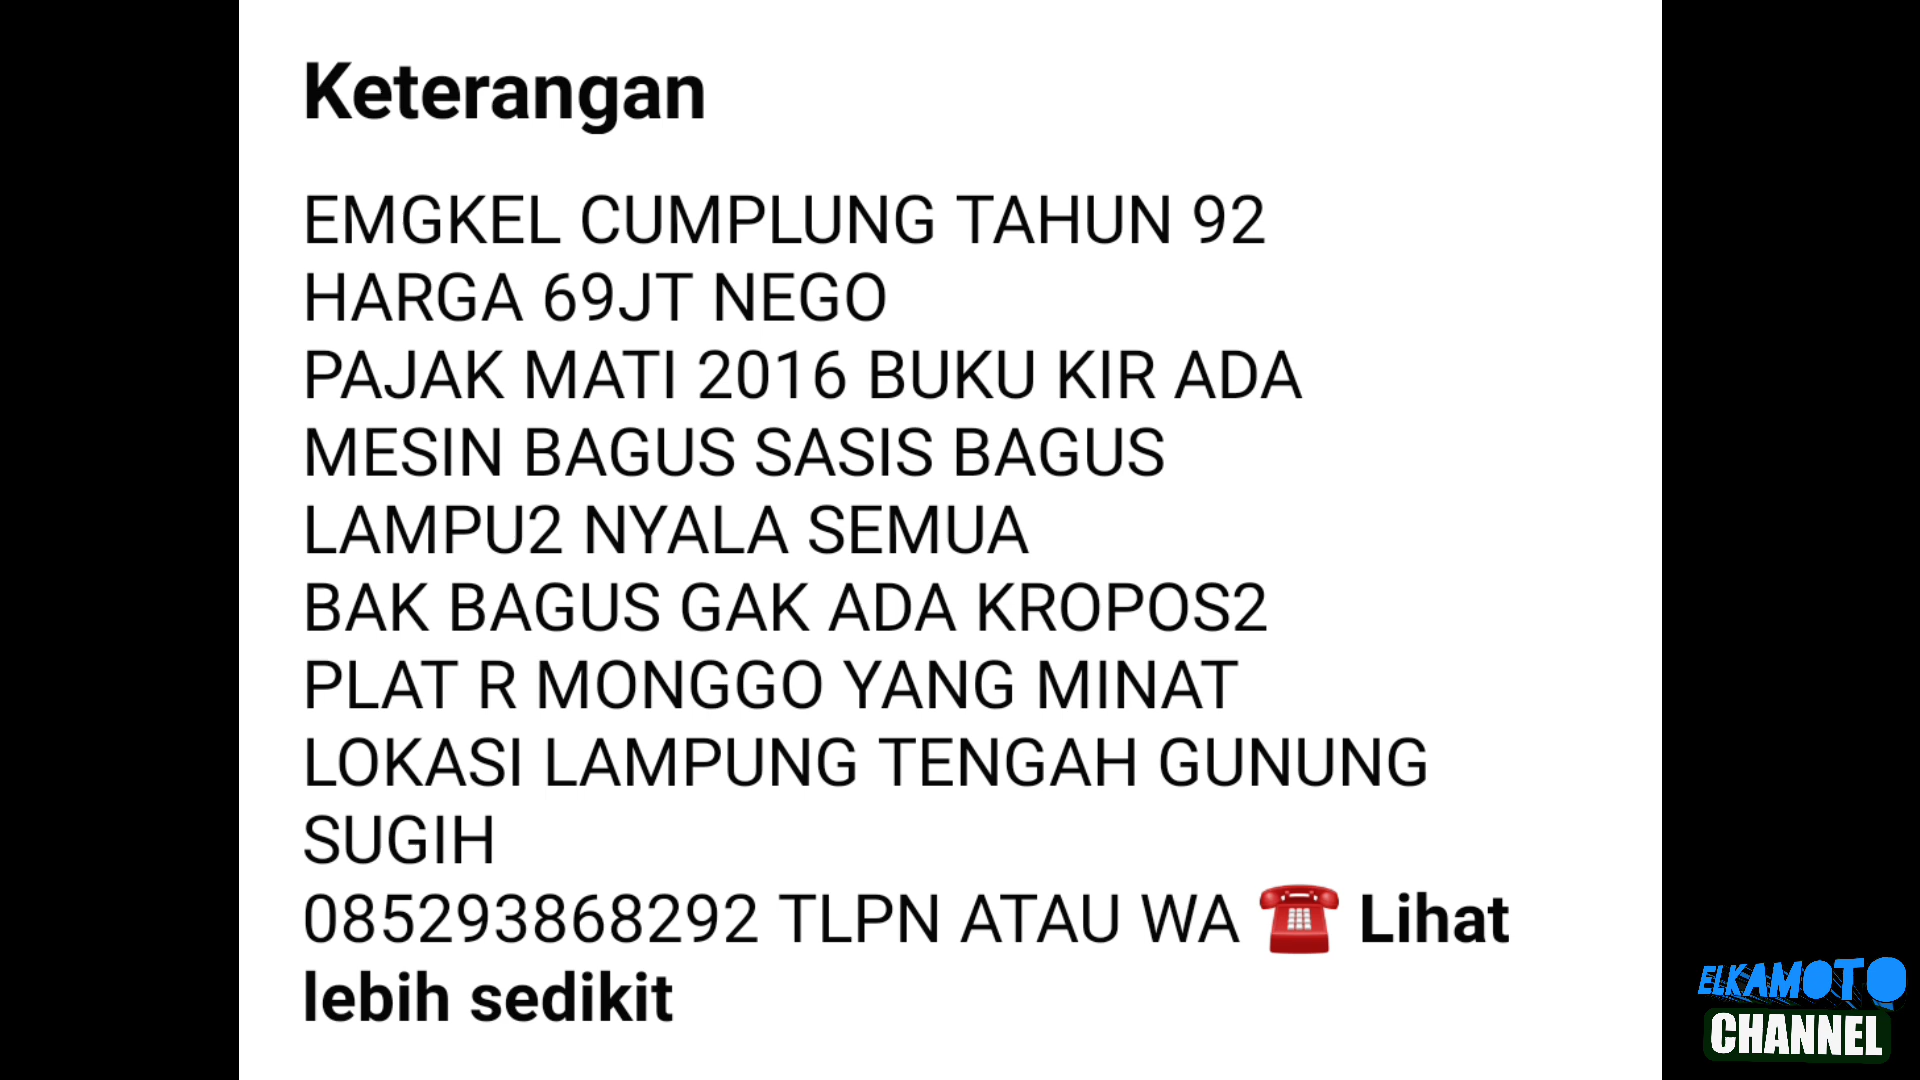 Keterangan
EMGKEL CUMPLUNG TAHUN 92
HARGA 69JT NEGO
PAJAK MATI 2016 BUKU KIR ADA
MESIN BAGUS SASIS BAGUS
LAMPU2 NYALA SEMUA
BAK BAGUS GAK ADA KROPOS2
PLAT R MONGGO YANG MINAT
LOKASI LAMPUNG TENGAH GUNUNG
SUGIH
085293868292 TLPN ATAU WA ☎️ Lihat
lebih sedikit
ELKAMOTO
CHANNEL